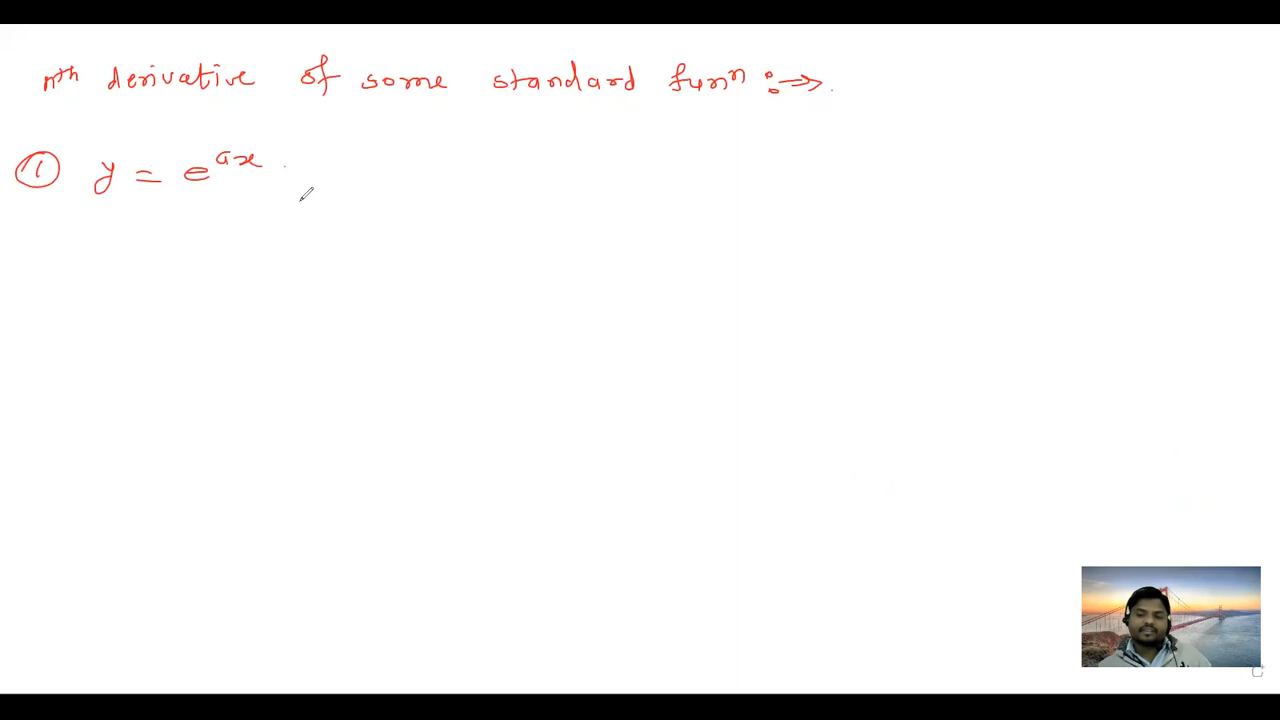 nth derivative of some standard funⁿ :→
① y = e^{ax}